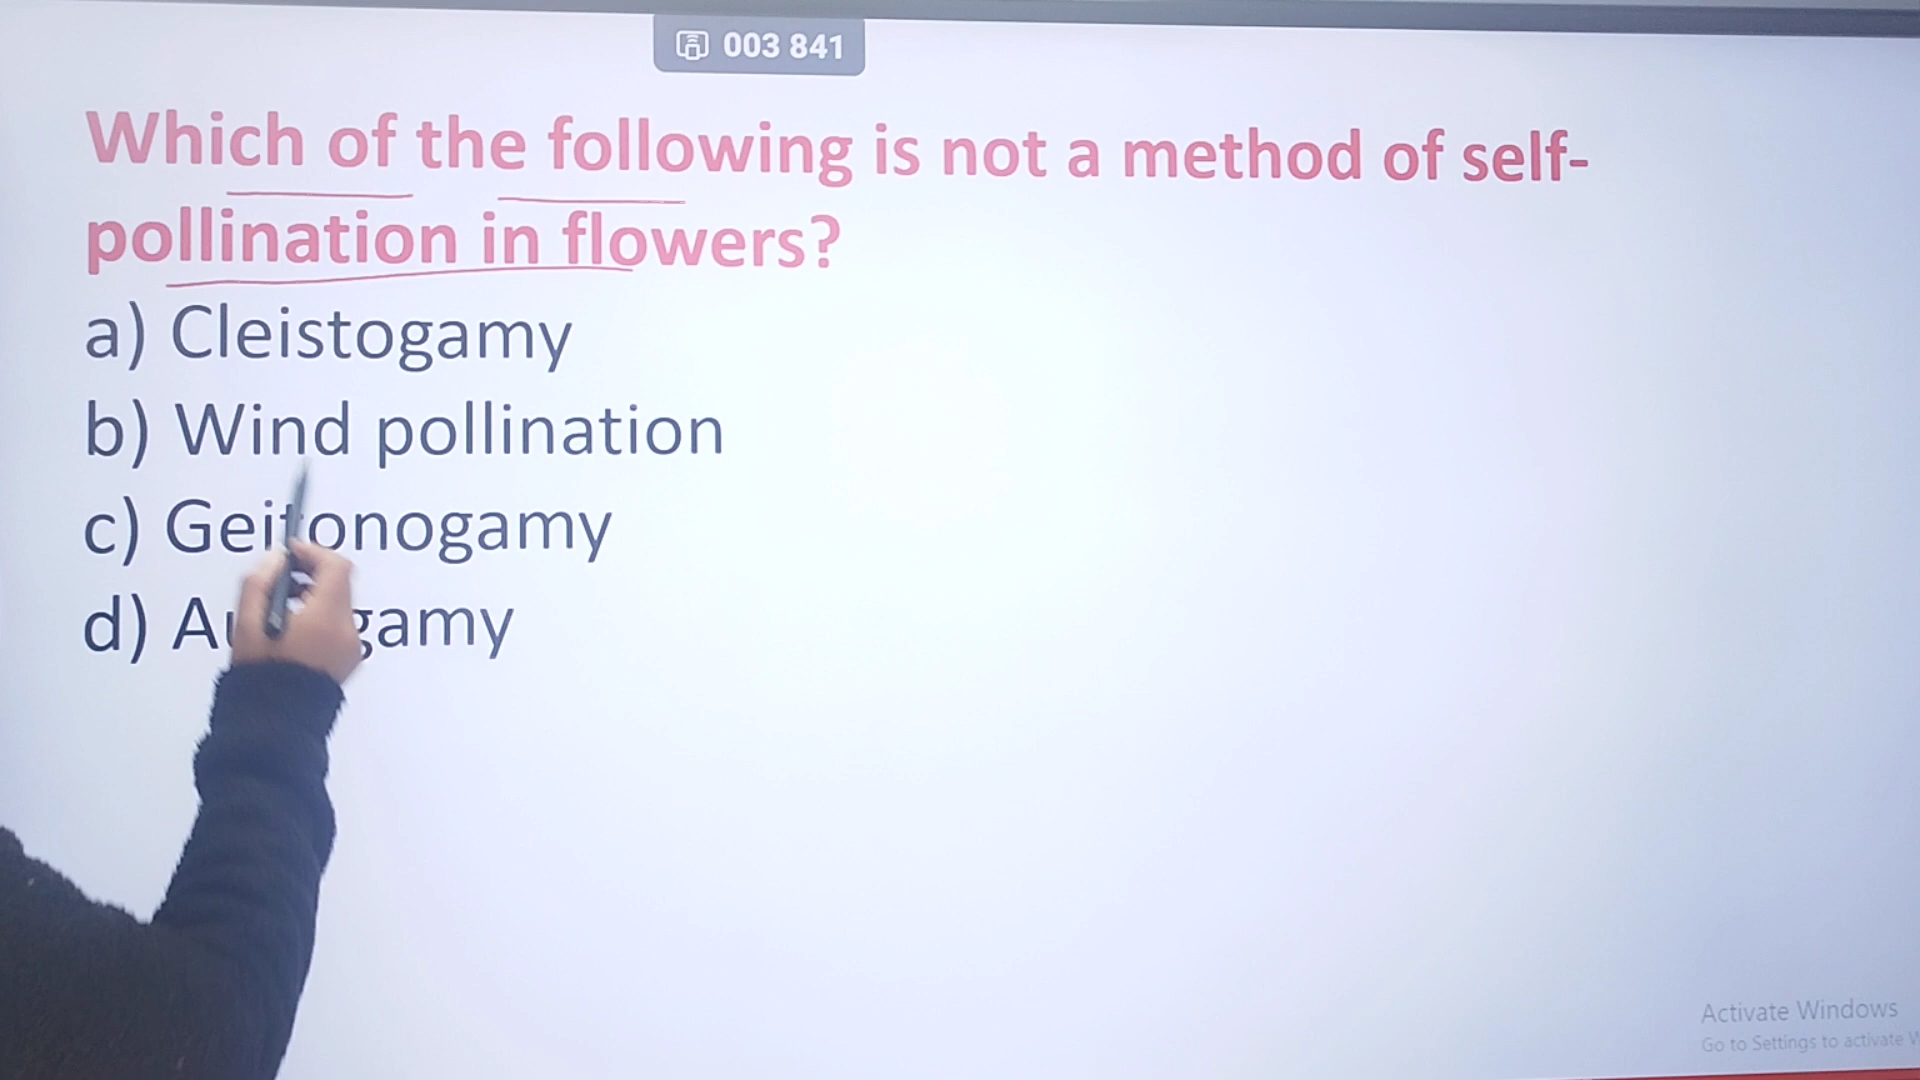 003 841
Which of the following is not a method of self-
pollination in flowers?
a) Cleistogamy
b) Wind pollination
c) Geitonogamy
d)
Activate Windows
Go to Settings to activate